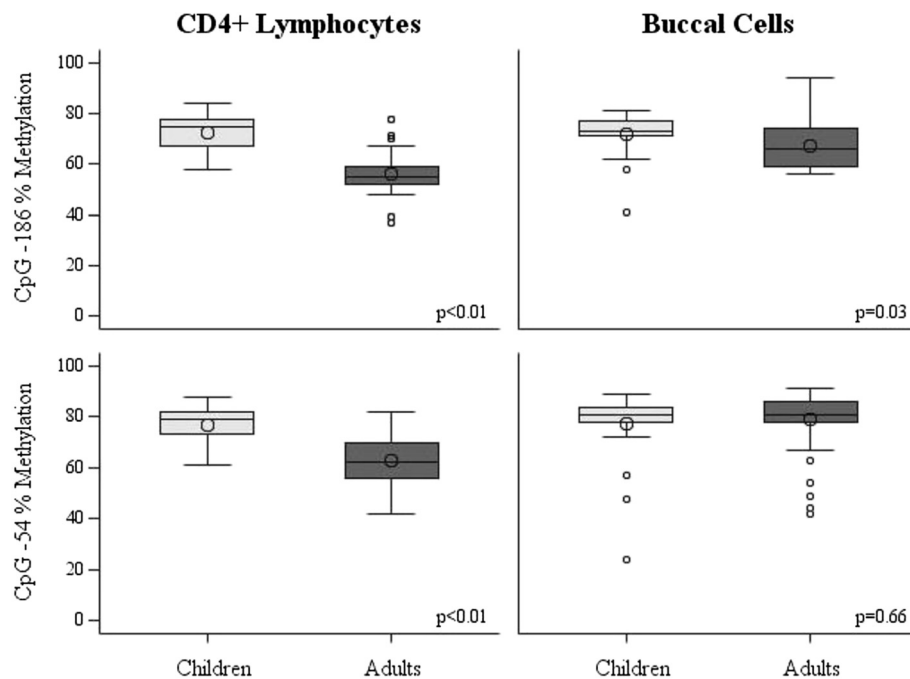 CD4+ Lymphocytes Buccal Cells
CpG -186 % Methylation
100
80
60
40
20
0
p<0.01 p=0.03
CpG -54 % Methylation
100
80
60
40
20
0
p<0.01 p=0.66
Children Adults Children Adults